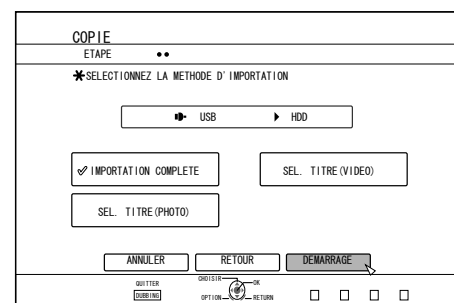 COPIE
ETAPE
SELECTIONNEZ LA METHODE D'IMPORTATION
USB HDD
IMPORTATION COMPLETE SEL. TITRE(VIDEO)
SEL. TITRE(PHOTO)
ANNULER RETOUR DEMARRAGE
QUITTER CHOISIR OK
DUBBING OPTION RETURN